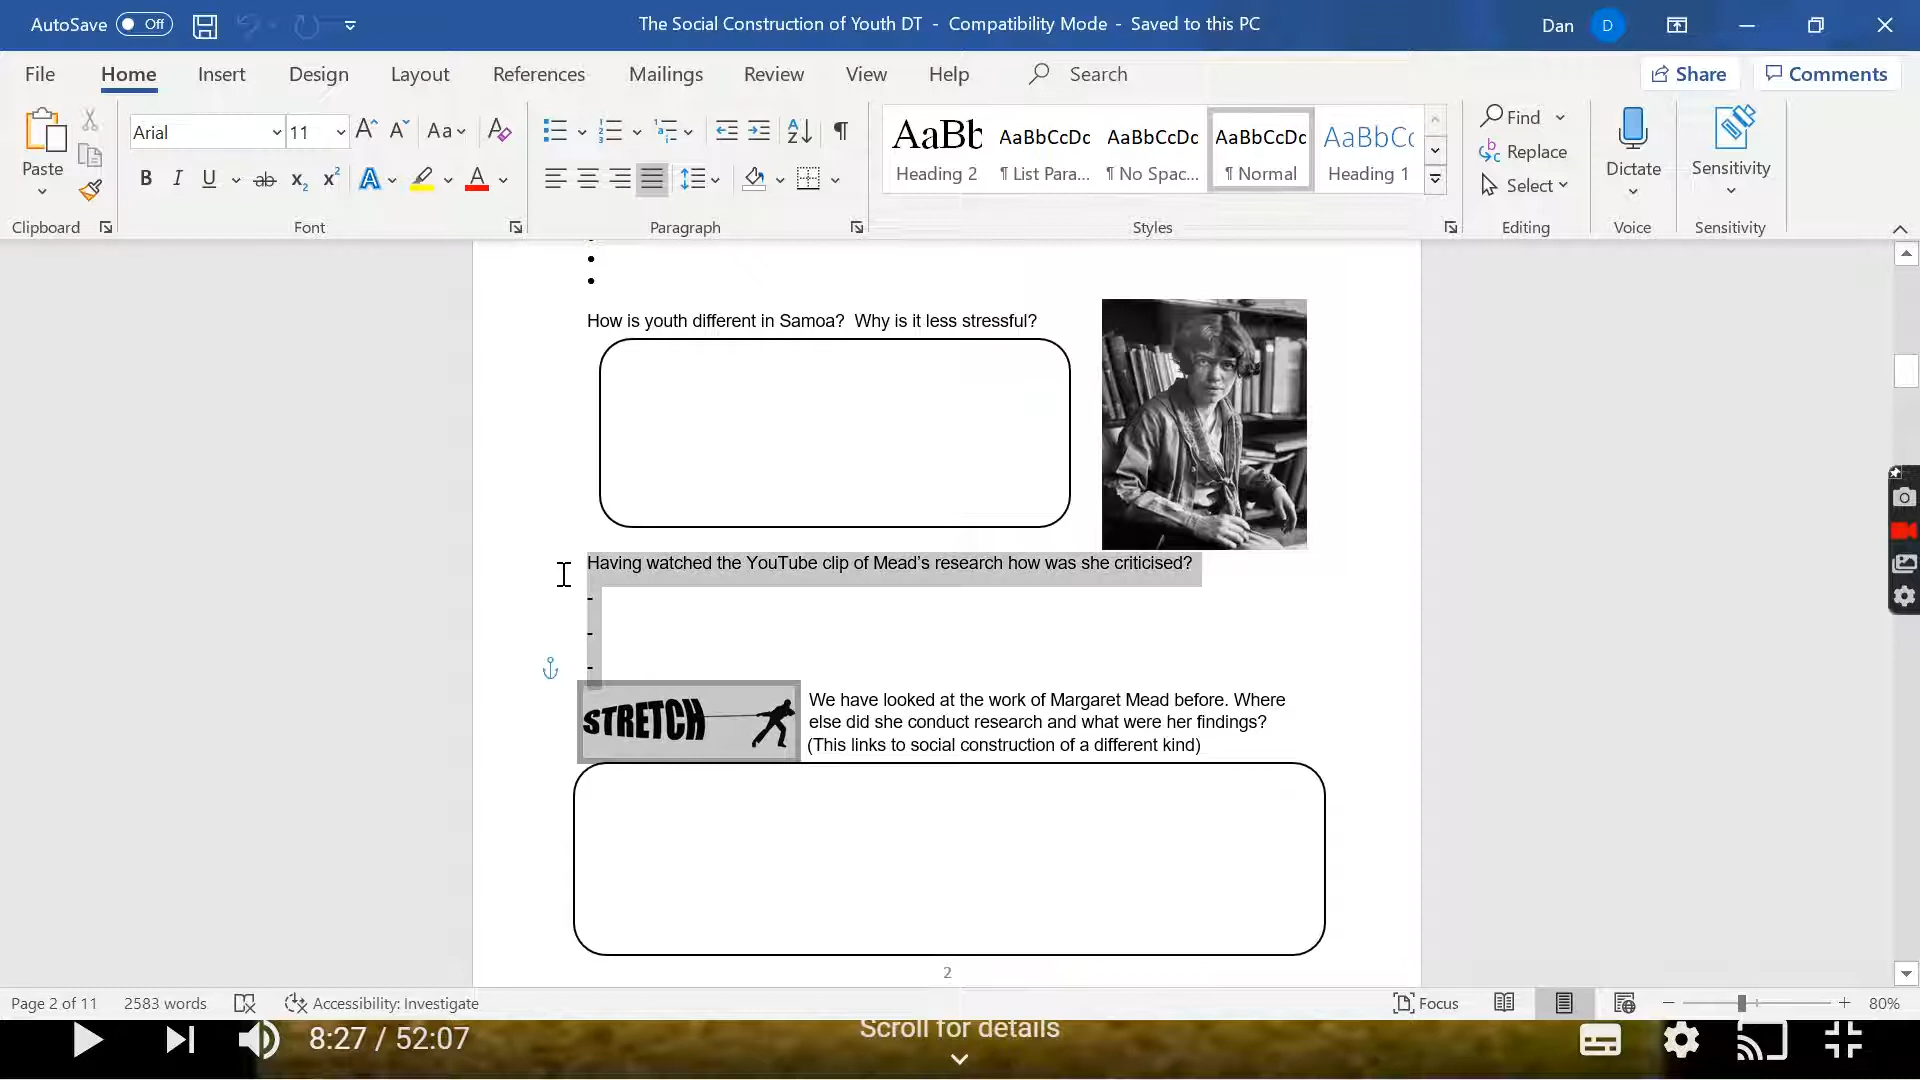 AutoSave Off The Social Construction of Youth DT - Compatibility Mode - Saved to this PC Dan D
File Home Insert Design Layout References Mailings Review View Help Search Share Comments
Paste
Clipboard
Arial 11
Font
Paragraph
AaBb AaBbCcDc AaBbCcDc AaBbCcDc AaBbCc
Heading 2 ¶ List Para... ¶ No Spac... ¶ Normal Heading 1
Styles
Find
Replace
Select
Editing
Dictate
Voice
Sensitivity
Sensitivity
How is youth different in Samoa? Why is it less stressful?
Having watched the YouTube clip of Mead's research how was she criticised?
-
-
-
STRETCH
We have looked at the work of Margaret Mead before. Where
else did she conduct research and what were her findings?
(This links to social construction of a different kind)
2
Page 2 of 11 2583 words Accessibility: Investigate Focus 80%
8:27 / 52:07
Scroll for details